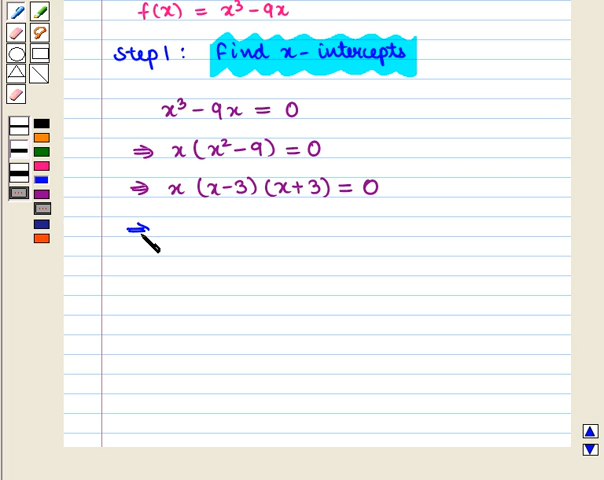 f(x) = x³ - 9x
Step 1 : Find x - intercepts
x³ - 9x = 0
⇒ x (x² - 9) = 0
⇒ x (x - 3) (x + 3) = 0
⇒